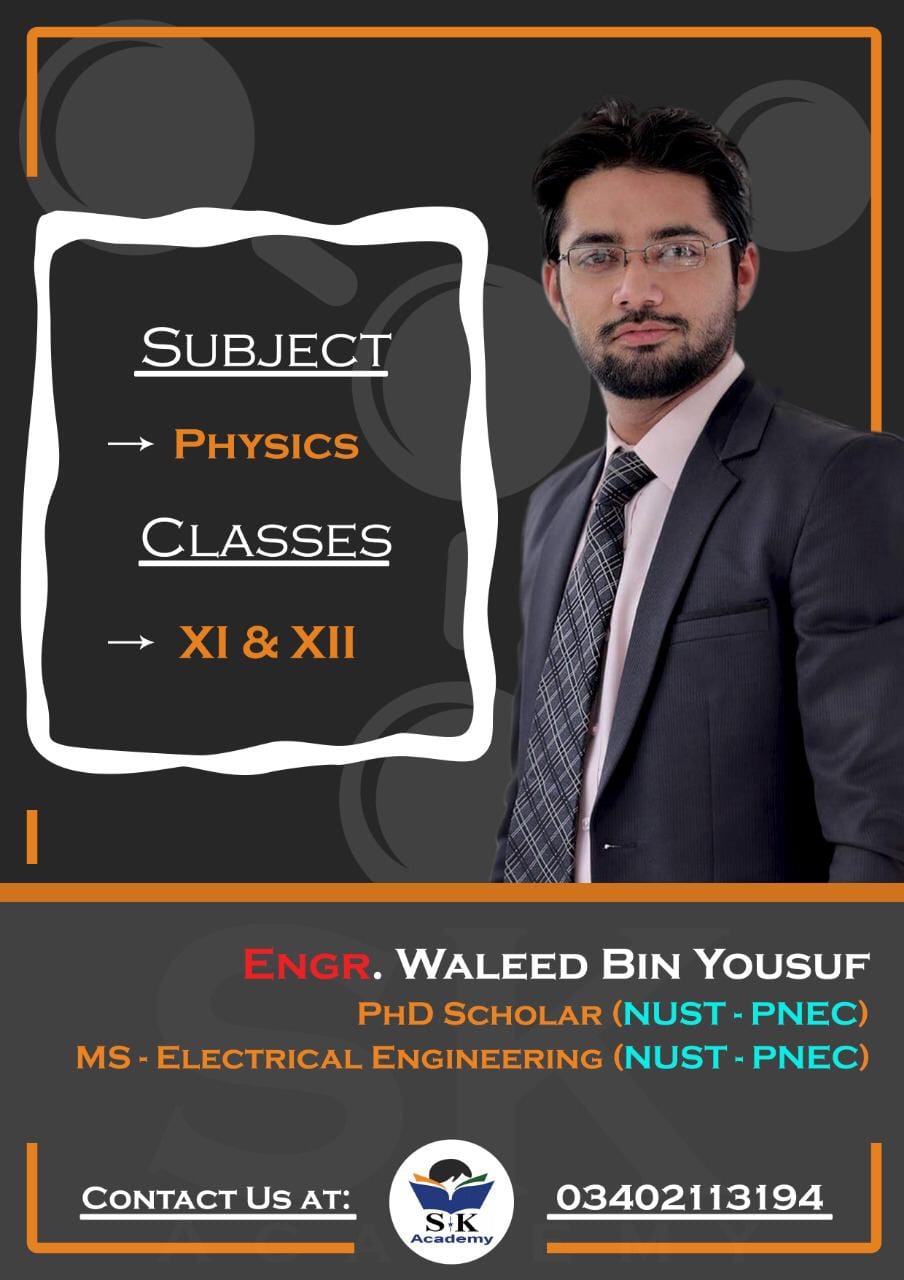 Subject
→ Physics
Classes
→ XI & XII
Engr. Waleed Bin Yousuf
PhD Scholar (NUST - PNEC)
MS - Electrical Engineering (NUST - PNEC)
Contact Us at:
S K
Academy
03402113194
SK
ACADEMY